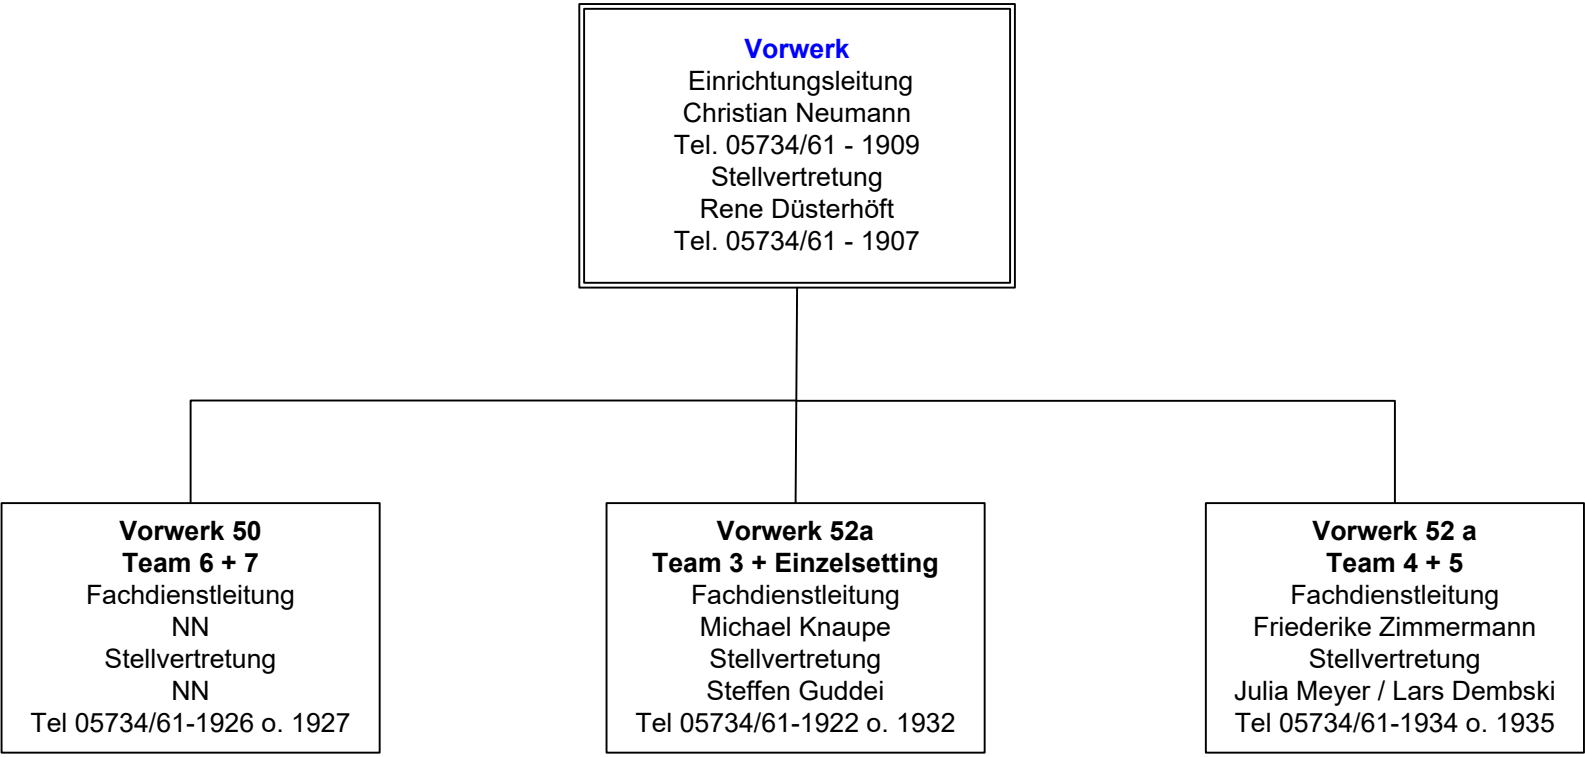 Vorwerk
Einrichtungsleitung
Christian Neumann
Tel. 05734/61 - 1909
Stellvertretung
Rene Düsterhöft
Tel. 05734/61 - 1907
Vorwerk 50
Team 6 + 7
Fachdienstleitung
NN
Stellvertretung
NN
Tel 05734/61-1926 o. 1927
Vorwerk 52a
Team 3 + Einzelsetting
Fachdienstleitung
Michael Knaupe
Stellvertretung
Steffen Guddei
Tel 05734/61-1922 o. 1932
Vorwerk 52 a
Team 4 + 5
Fachdienstleitung
Friederike Zimmermann
Stellvertretung
Julia Meyer / Lars Dembski
Tel 05734/61-1934 o. 1935